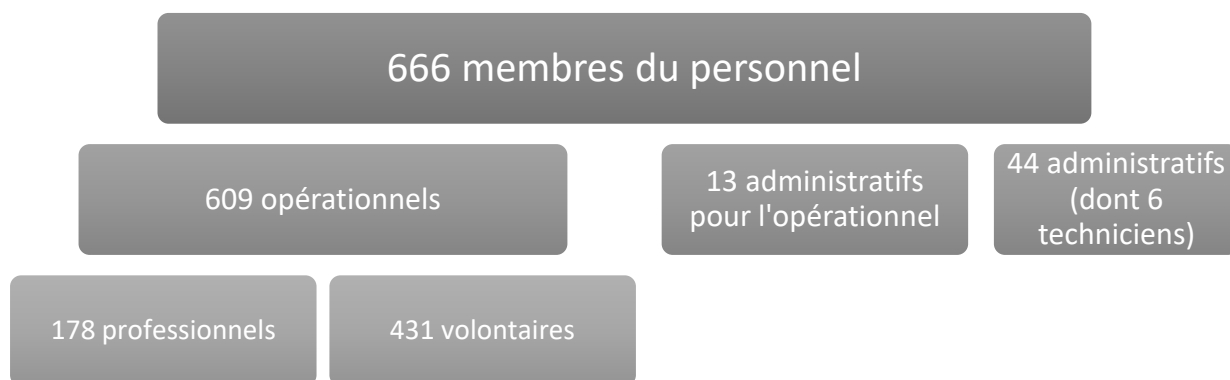 666 membres du personnel
609 opérationnels
13 administratifs
pour l'opérationnel
44 administratifs
(dont 6
techniciens)
178 professionnels
431 volontaires